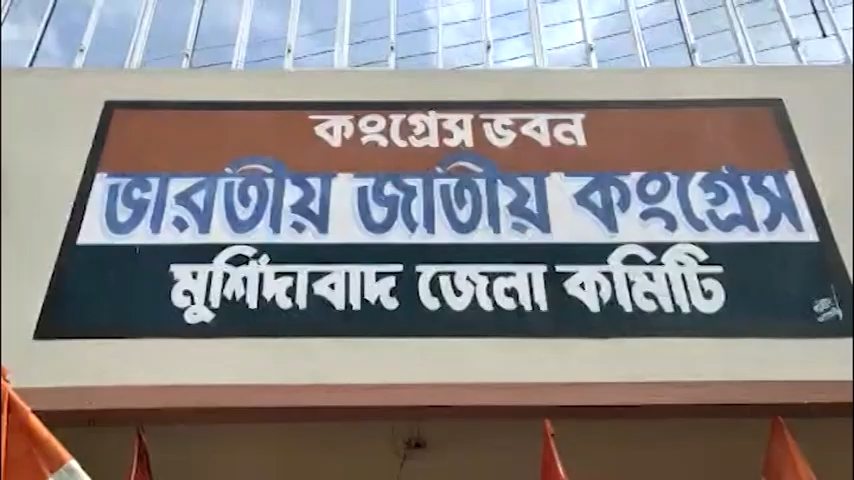 কংগ্রেস ভবন
ভারতীয় জাতীয় কংগ্রেস
মুর্শিদাবাদ জেলা কমিটি